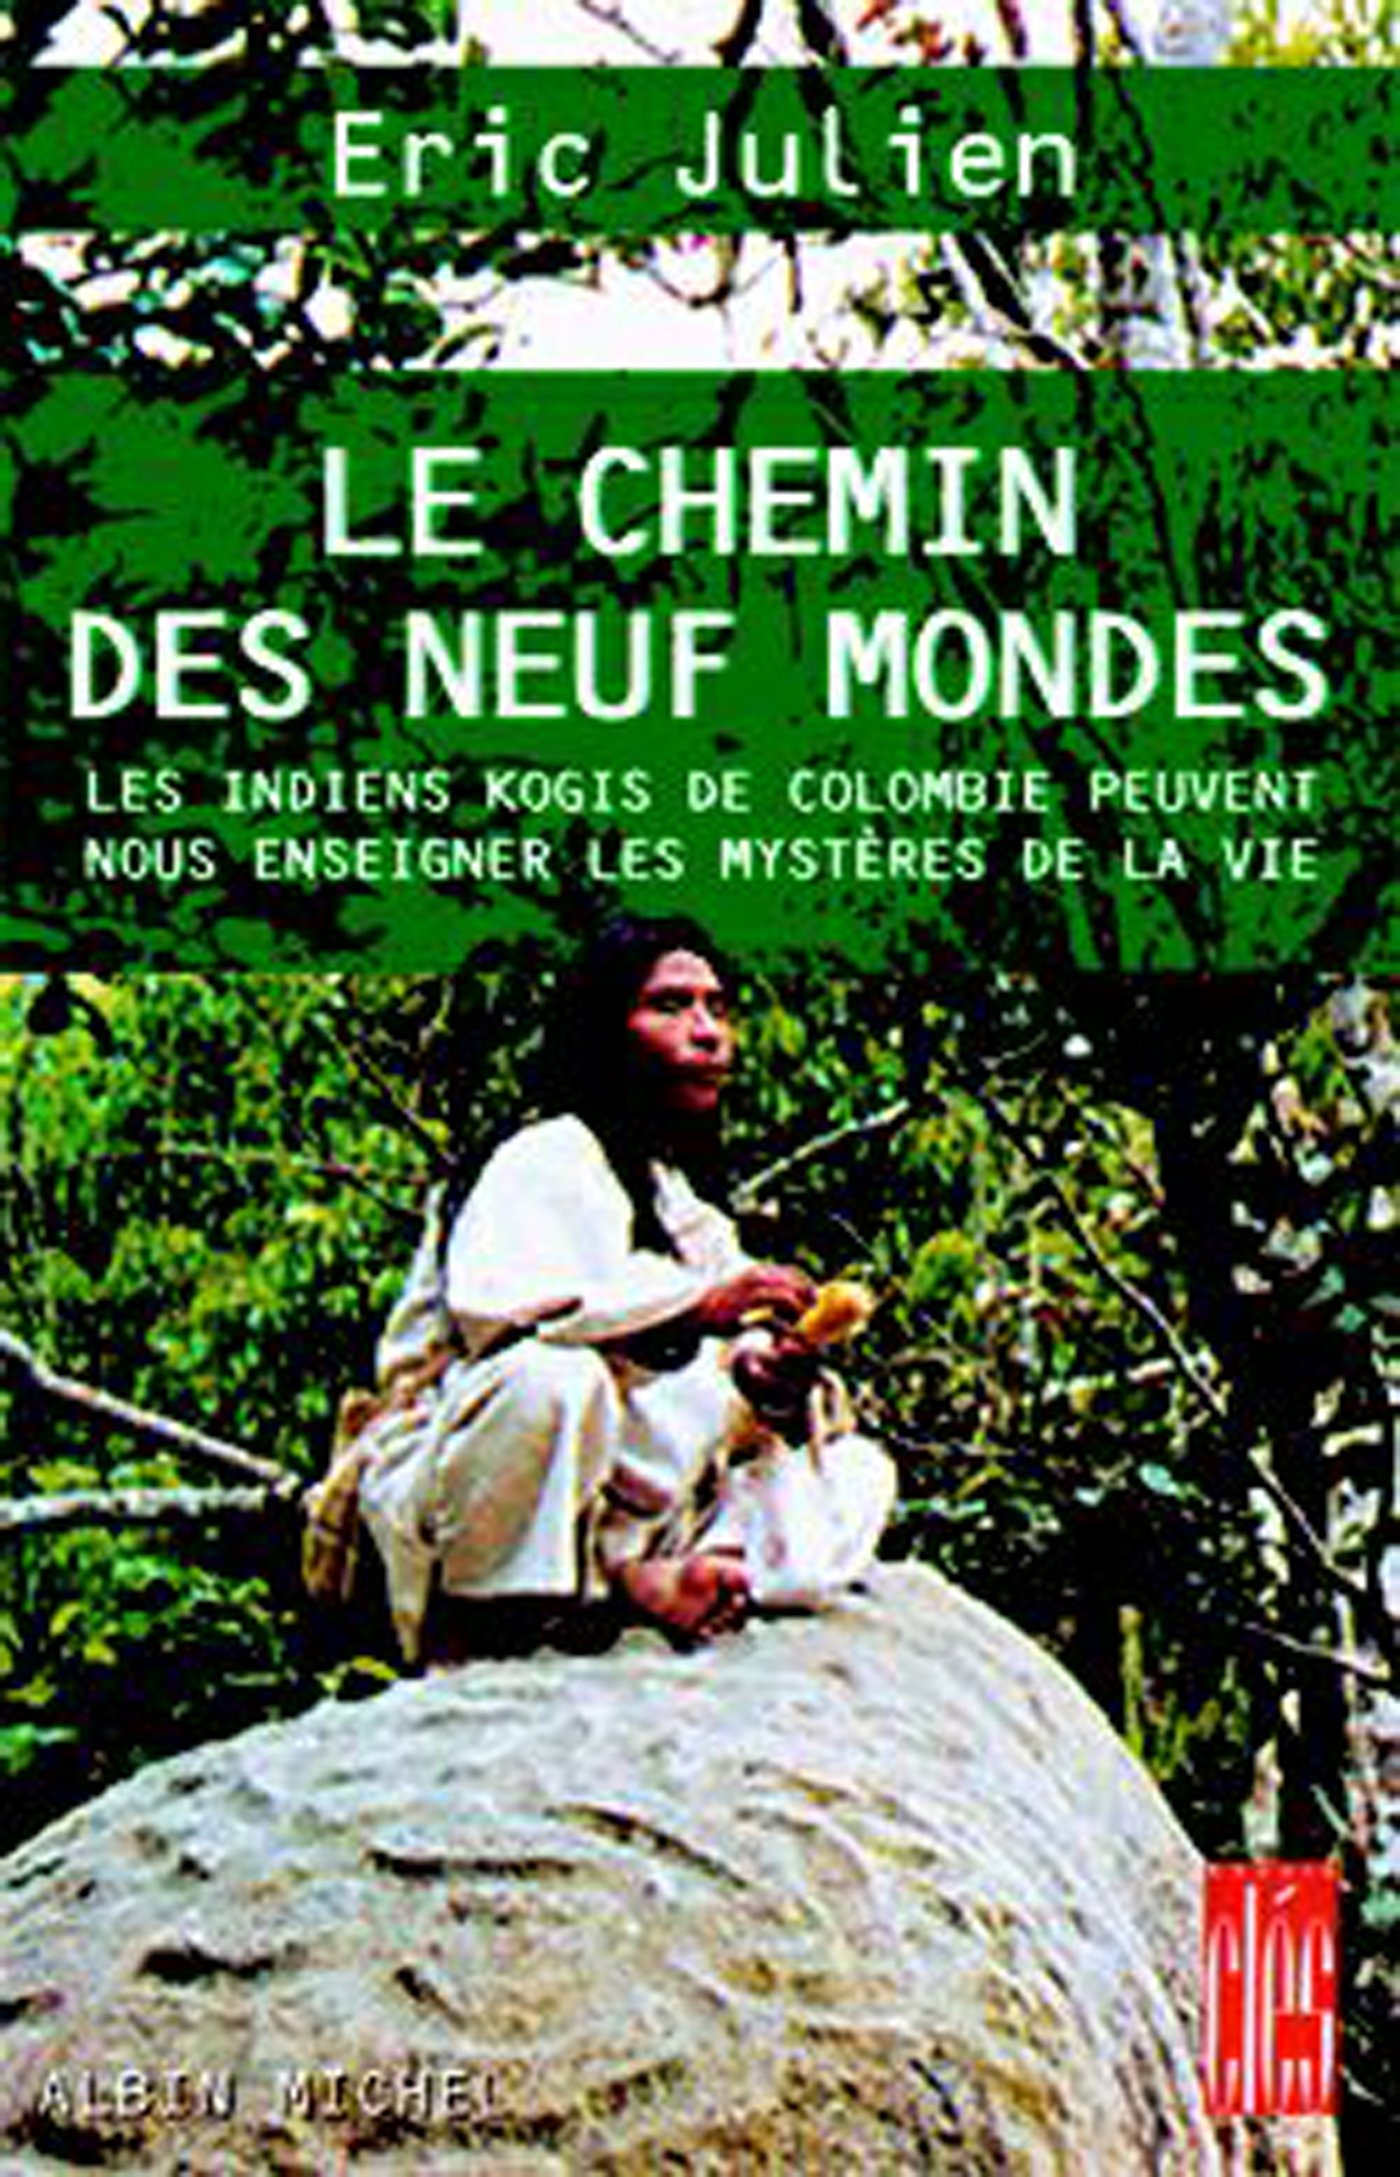 Eric Julien
LE CHEMIN
DES NEUF MONDES
LES INDIENS KOGIS DE COLOMBIE PEUVENT
NOUS ENSEIGNER LES MYSTÈRES DE LA VIE
clés
ALBIN MICHEL